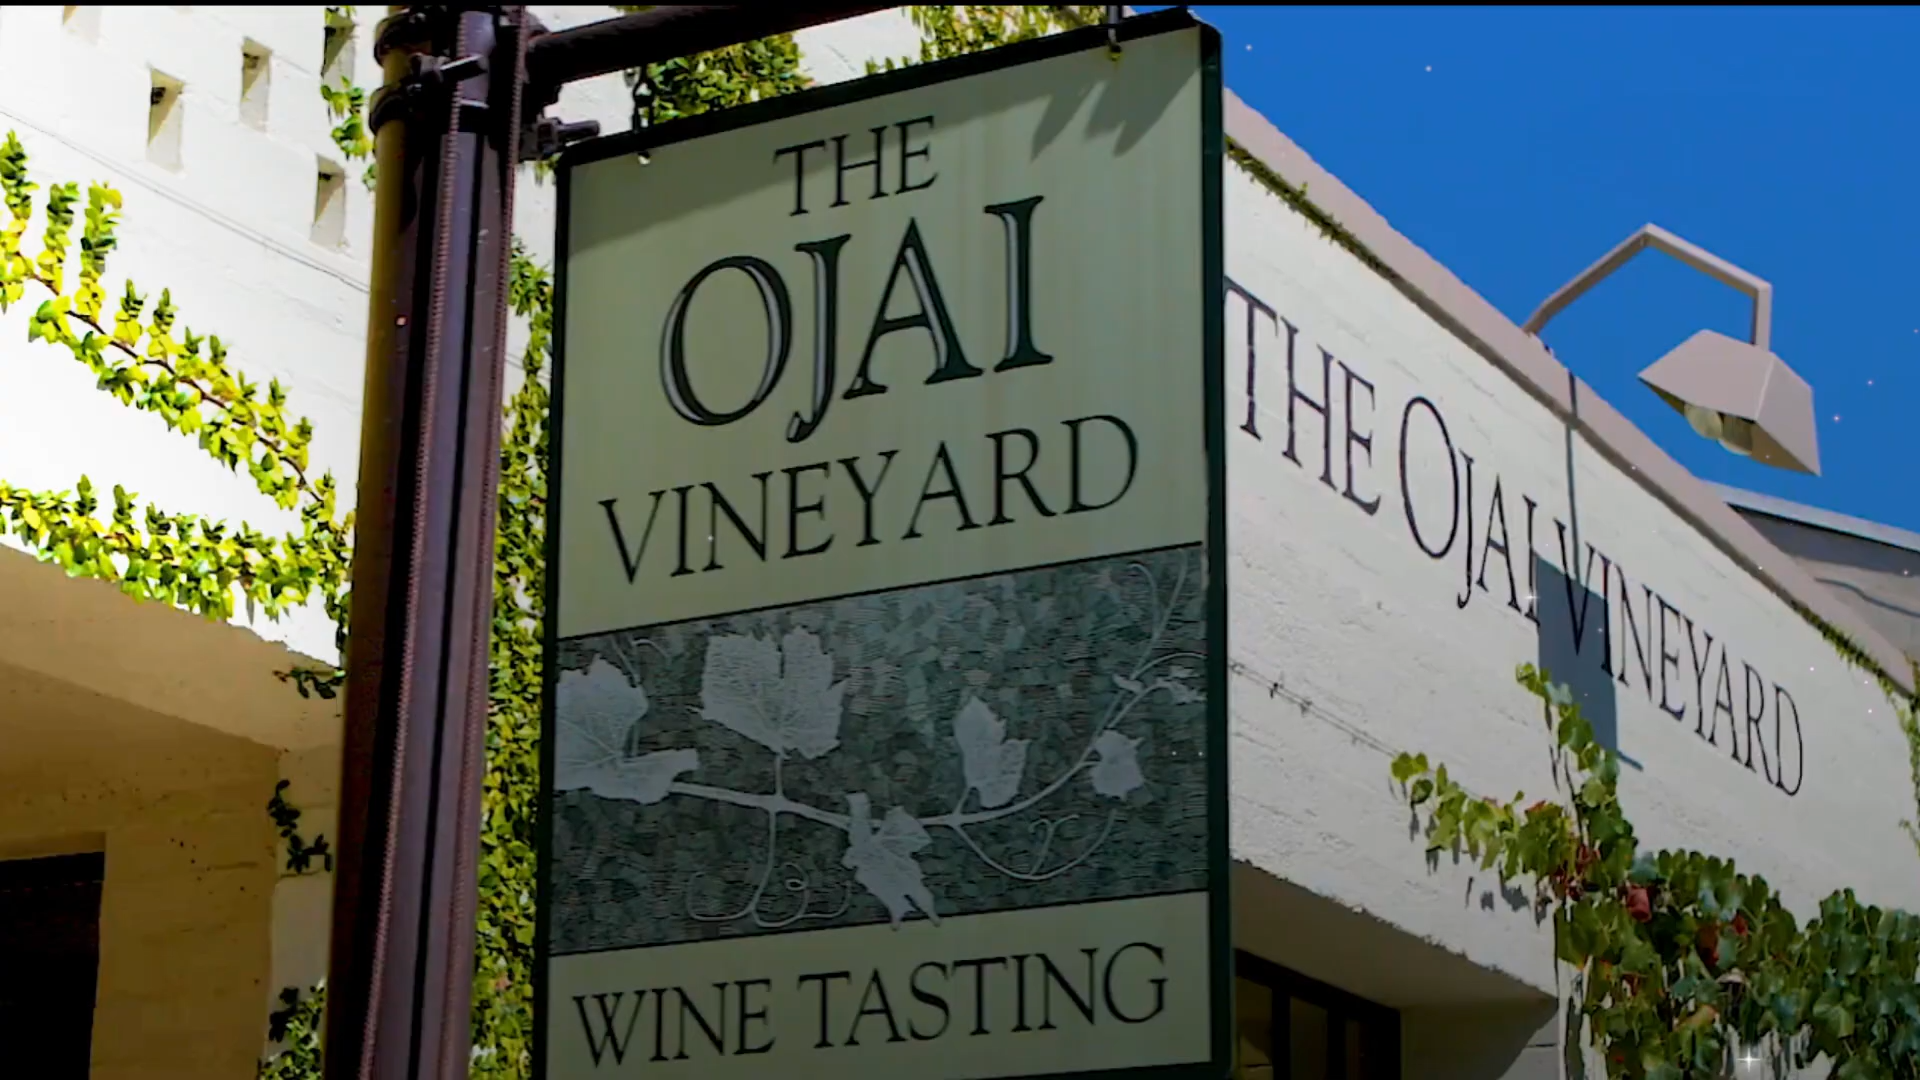 THE
OJAI
VINEYARD
WINE TASTING
THE OJAI VINEYARD